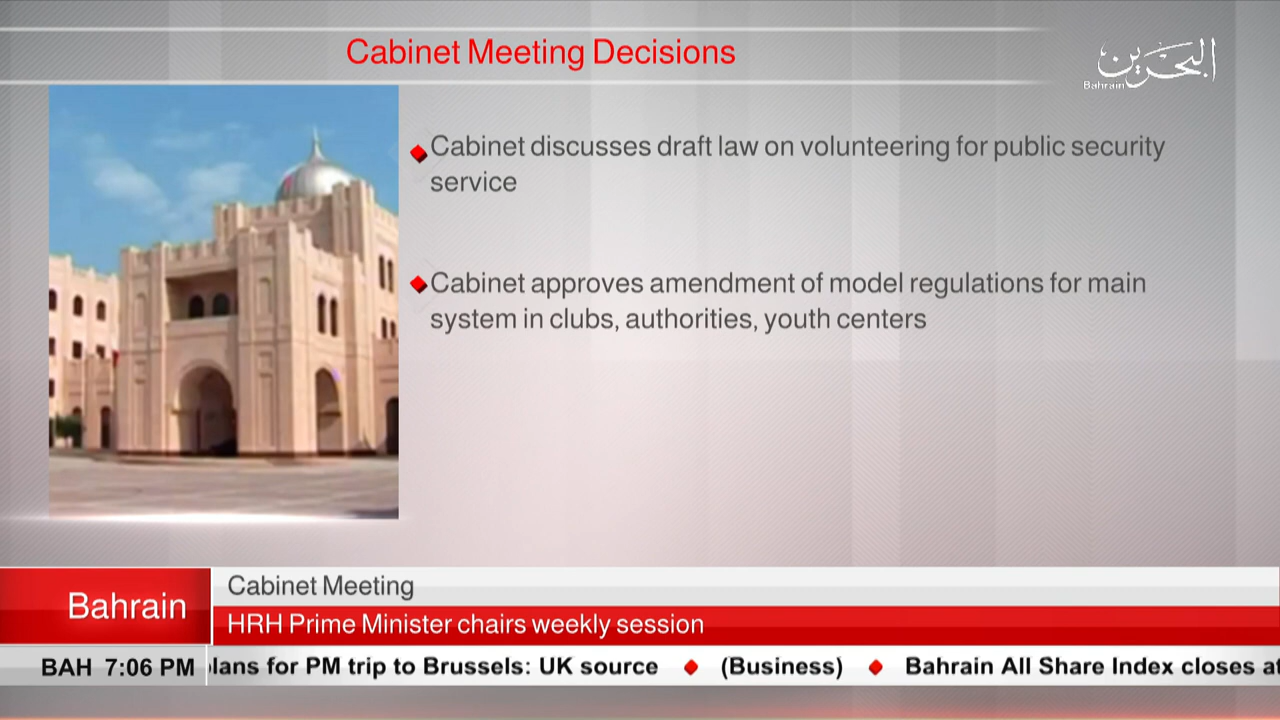 Cabinet Meeting Decisions
البحرين
Bahrain
Cabinet discusses draft law on volunteering for public security
service
Cabinet approves amendment of model regulations for main
system in clubs, authorities, youth centers
Bahrain
Cabinet Meeting
HRH Prime Minister chairs weekly session
BAH 7:06 PM
for PM trip to Brussels: UK source ♦ (Business) ♦ Bahrain All Share Index closes